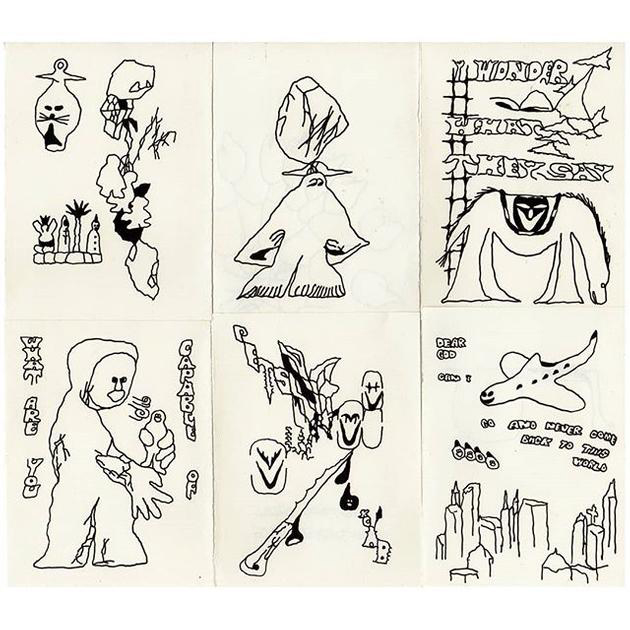 I WONDER
WHAT
THEY SAY
WHAT ARE YOU
CAPABLE OF
DEAR
GOD
CAN I
GO AND NEVER COME
BACK TO THIS
WORLD